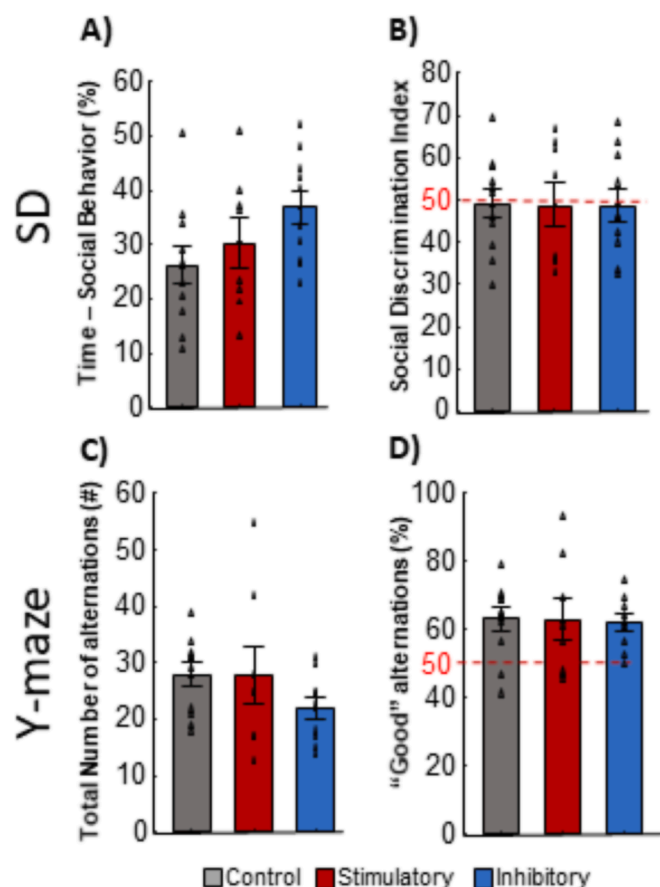 A)
B)
SD
Time – Social Behavior (%)
60
50
40
30
20
10
0
Social Discrimination Index
80
70
60
50
50
40
30
20
10
0
C)
D)
Y-maze
Total Number of alternations (#)
60
50
40
30
20
10
0
"Good" alternations (%)
100
80
60
50
40
20
0
Control Stimulatory Inhibitory